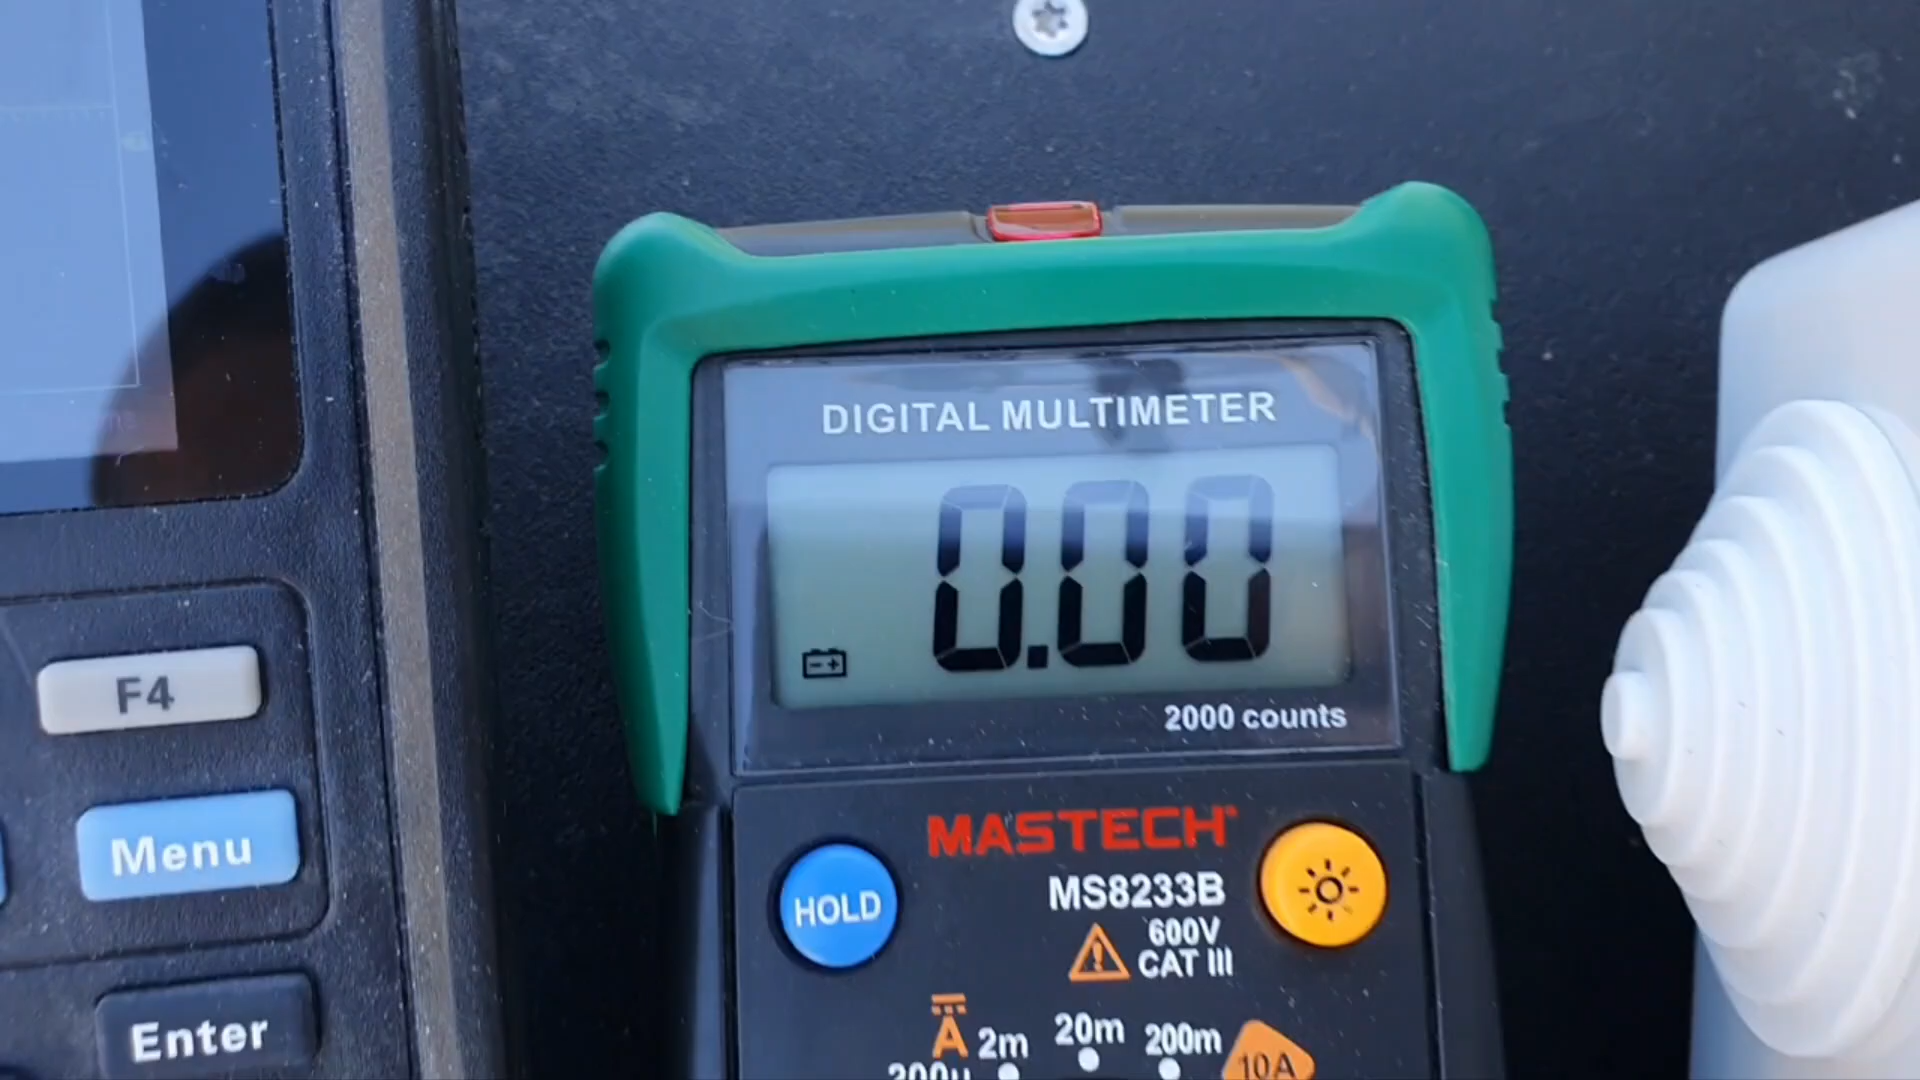 F4
Menu
Enter
DIGITAL MULTIMETER
0.00
2000 counts
MASTECH
HOLD
MS8233B
600V
CAT III
A 2m 20m 200m 10A
200µ